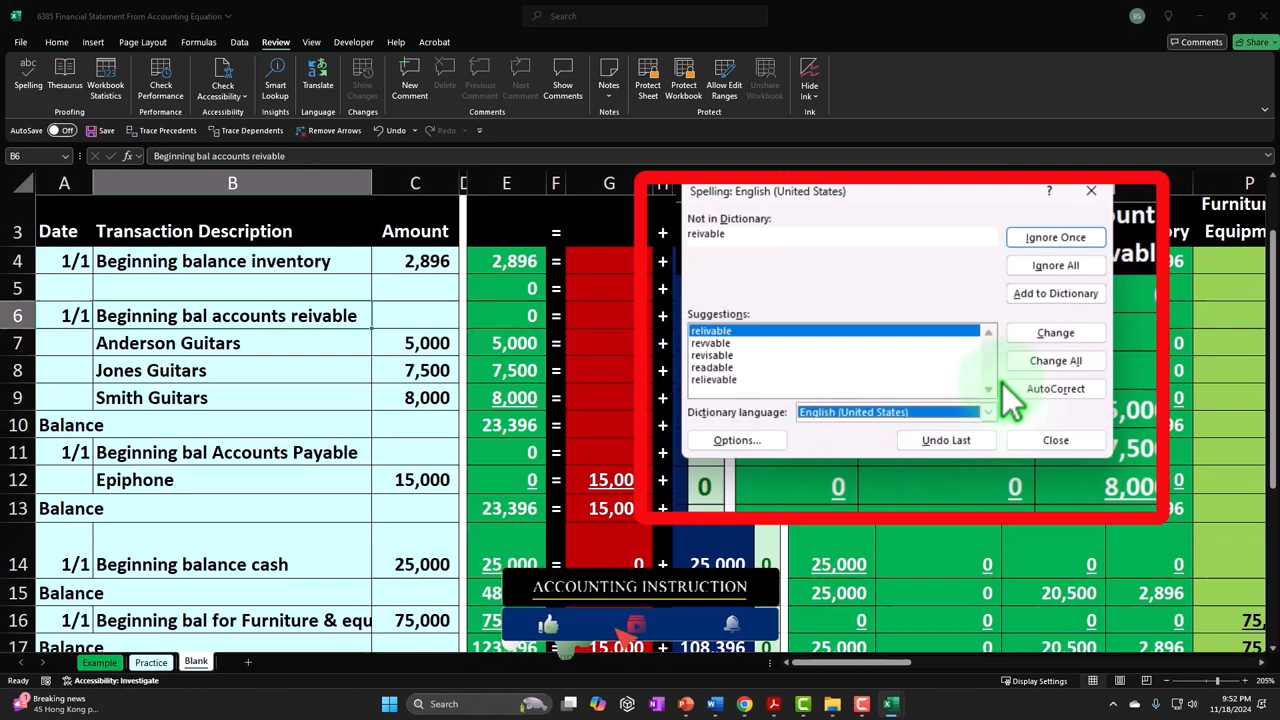 6385 Financial Statement From Accounting Equation
Search
BS
File Home Insert Page Layout Formulas Data Review View Developer Help Acrobat
Comments Share
Spelling Thesaurus Workbook Statistics Check Performance Check Accessibility Smart Lookup Translate Show Changes New Comment Delete Previous Comment Next Comment Show Comments Notes Protect Sheet Protect Workbook Allow Edit Ranges Unshare Workbook Hide Ink
Proofing Performance Accessibility Insights Language Changes Comments Notes Protect Ink
AutoSave Off Save Trace Precedents Trace Dependents Remove Arrows Undo Redo
B6 fx Beginning bal accounts reivable
A B C D E F G H P
Furnitur
3 Date Transaction Description Amount = + Equipm
4 1/1 Beginning balance inventory 2,896 2,896 =
5 0 =
6 1/1 Beginning bal accounts reivable 0 =
7 Anderson Guitars 5,000 5,000 =
8 Jones Guitars 7,500 7,500 =
9 Smith Guitars 8,000 8,000 =
10 Balance 23,396 =
11 1/1 Beginning bal Accounts Payable 0 =
12 Epiphone 15,000 0 = 15,00 +
13 Balance 23,396 = 15,00 +
14 1/1 Beginning balance cash 25,000 25,000 = 0 + 25,000 0 25,000 0 0 0
15 Balance 48 25,000 0 20,500 2,896
16 1/1 Beginning bal for Furniture & equ 75,000 75 0 0 0 0 75,
17 Balance 123,396 = 15,000 + 108,396 0 25,000 0 20,500 2,896
Spelling: English (United States) ?
Not in Dictionary:
reivable
Ignore Once
Ignore All
Add to Dictionary
Suggestions:
relivable
revvable
revisable
readable
relievable
Change
Change All
AutoCorrect
Dictionary language: English (United States)
Options... Undo Last Close
0 0 0 8,000
ACCOUNTING INSTRUCTION
Example Practice Blank +
Ready Accessibility: Investigate Display Settings 205%
1 Breaking news
45 Hong Kong p...
Search
9:52 PM
11/18/2024